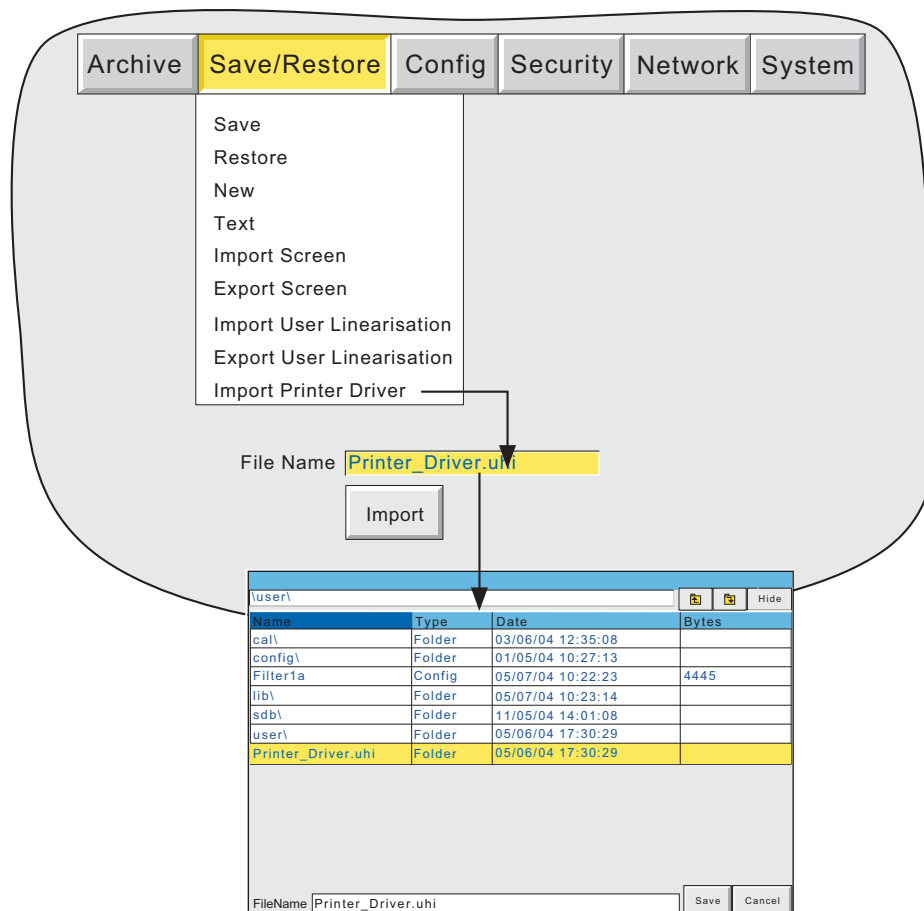 Archive Save/Restore Config Security Network System
Save
Restore
New
Text
Import Screen
Export Screen
Import User Linearisation
Export User Linearisation
Import Printer Driver
File Name Printer_Driver.uhi
Import
\user\ Hide
Name Type Date Bytes
cal\ Folder 03/06/04 12:35:08
config\ Folder 01/05/04 10:27:13
Filter1a Config 05/07/04 10:22:23 4445
lib\ Folder 05/07/04 10:23:14
sdb\ Folder 11/05/04 14:01:08
user\ Folder 05/06/04 17:30:29
Printer_Driver.uhi Folder 05/06/04 17:30:29
FileName Printer_Driver.uhi Save Cancel